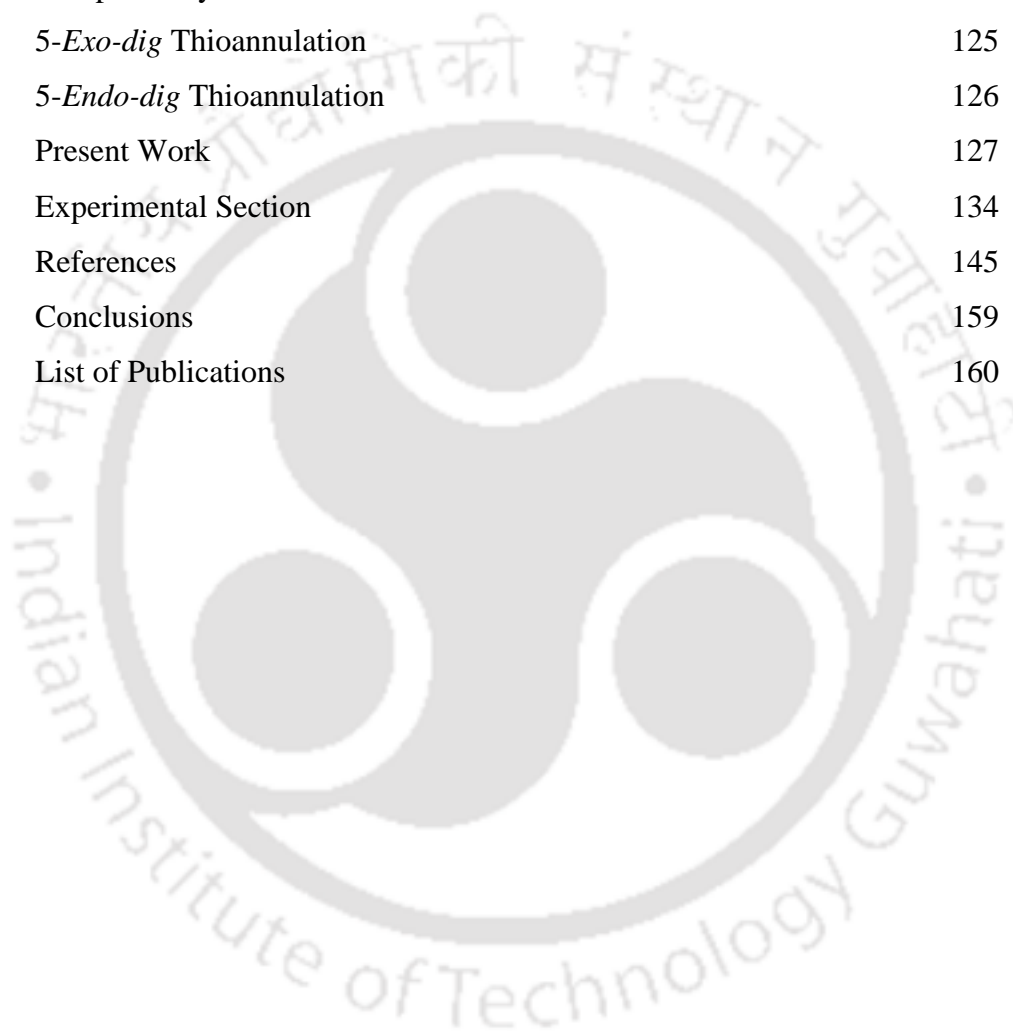 5-Exo-dig Thioannulation 125
5-Endo-dig Thioannulation 126
Present Work 127
Experimental Section 134
References 145
Conclusions 159
List of Publications 160
भारतीय प्रौद्योगिकी संस्थान गुवाहाटी
Indian Institute of Technology Guwahati